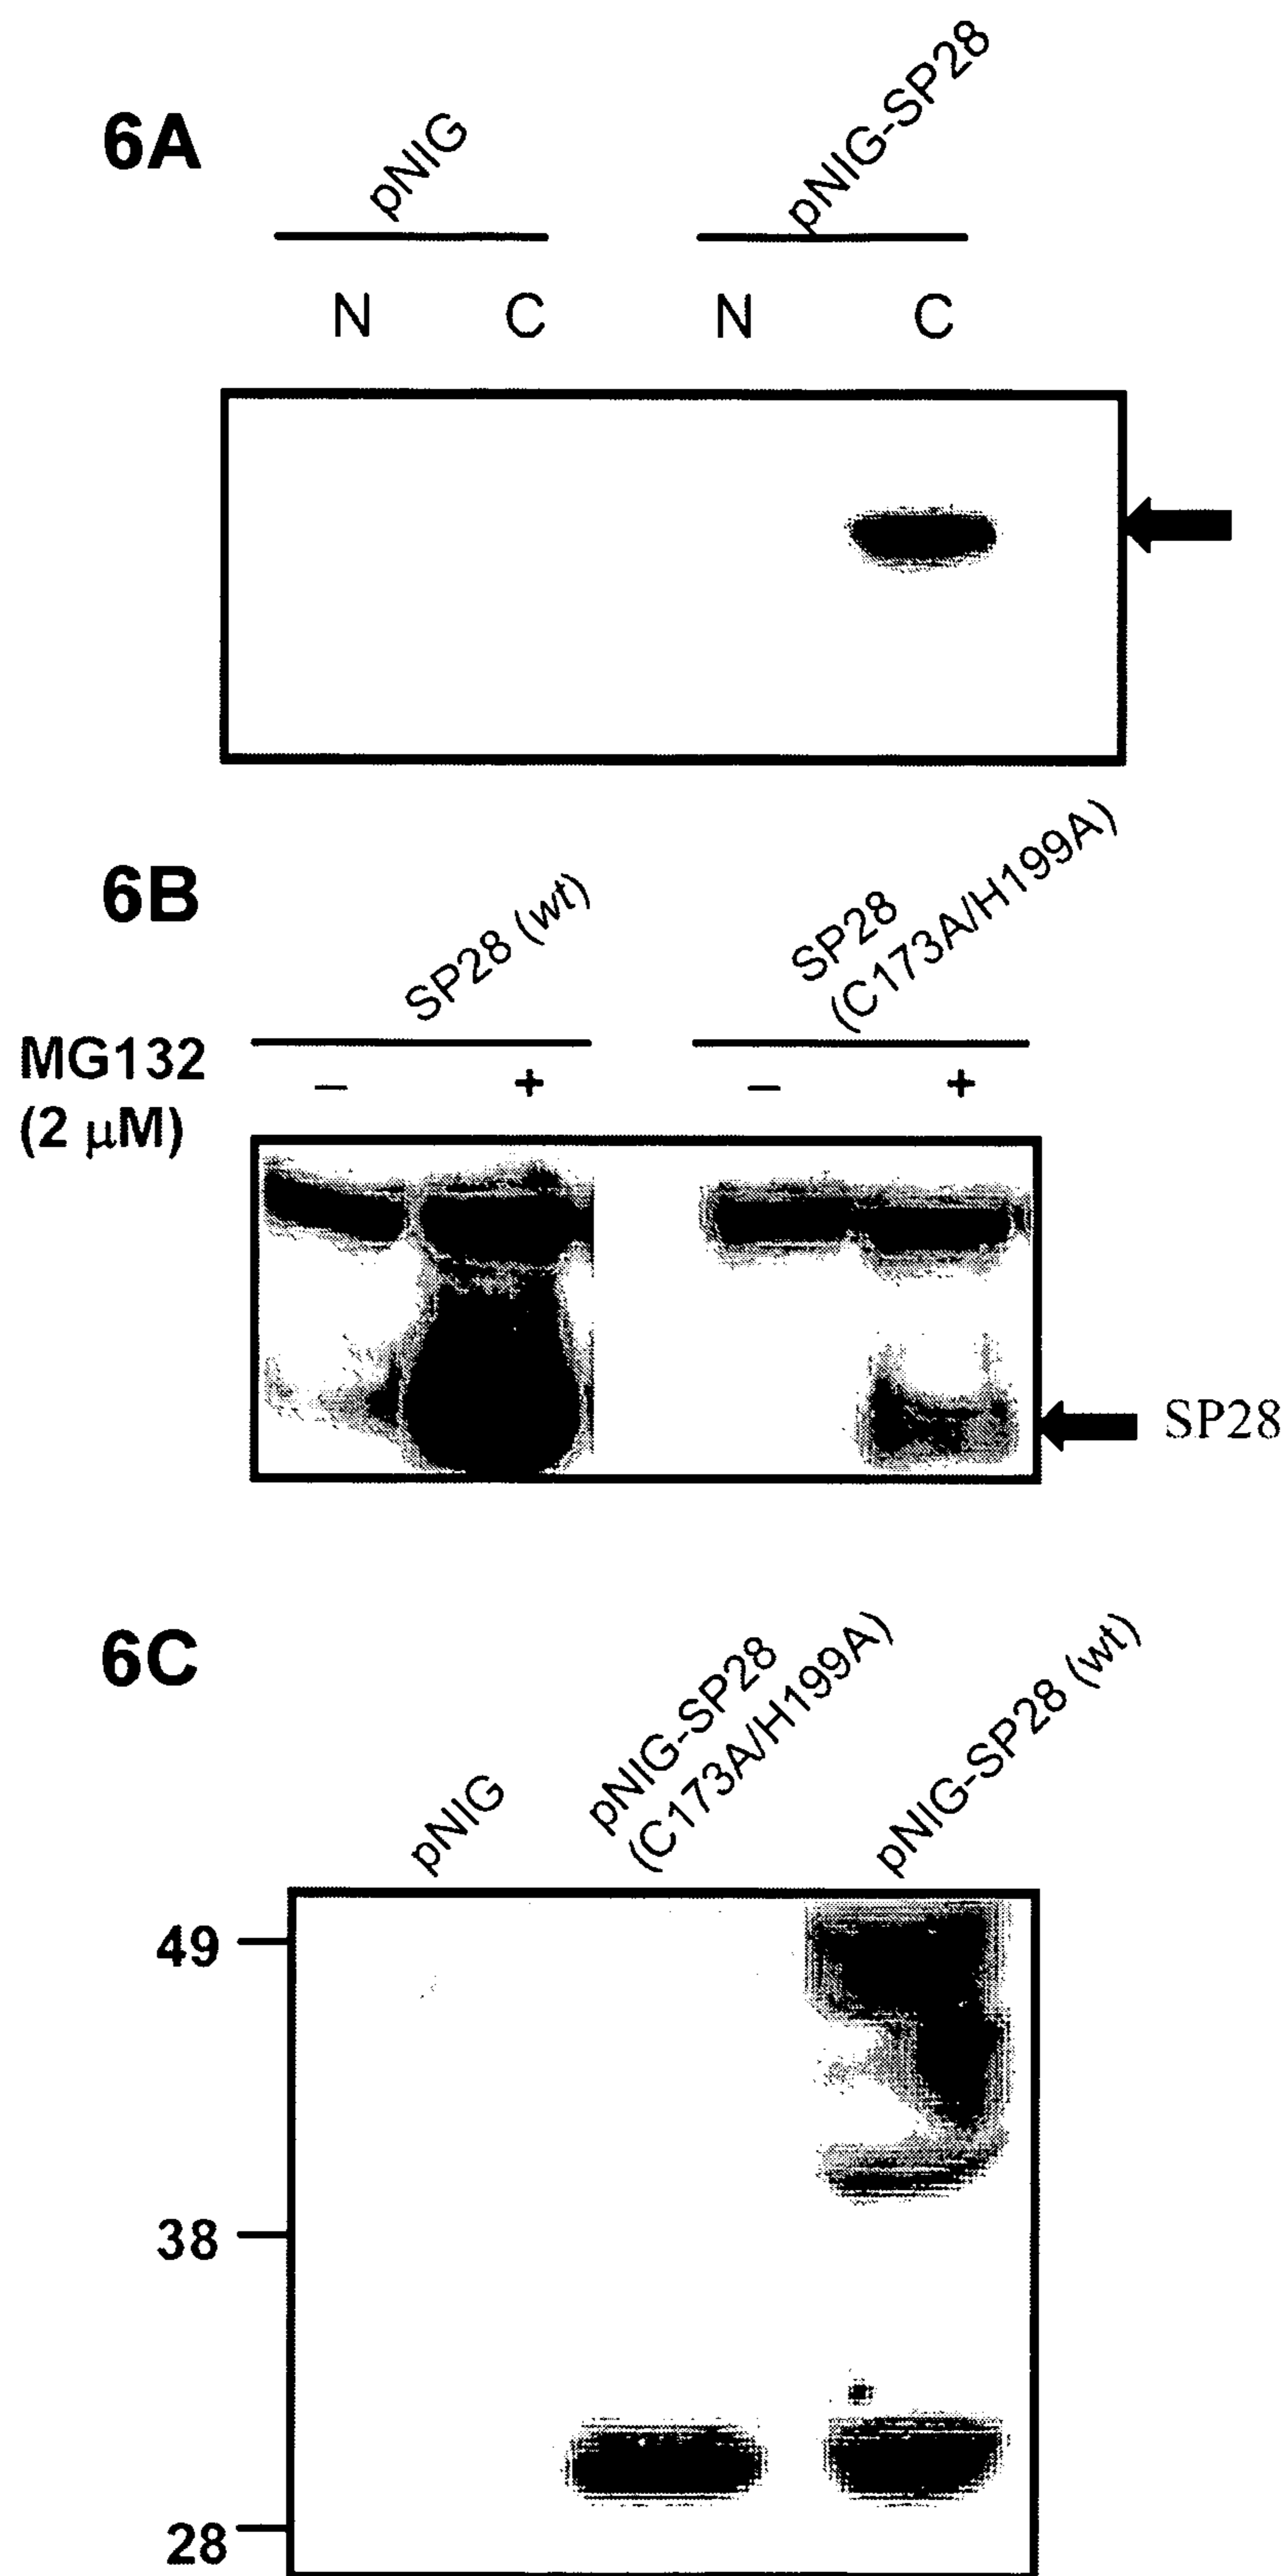 6A
pNIG
pNIG-SP28
N C N C
6B
SP28 (wt)
SP28
(C173A/H199A)
MG132
(2 μM)
– + – +
SP28
6C
pNIG
pNIG-SP28
(C173A/H199A)
pNIG-SP28 (wt)
49
38
28